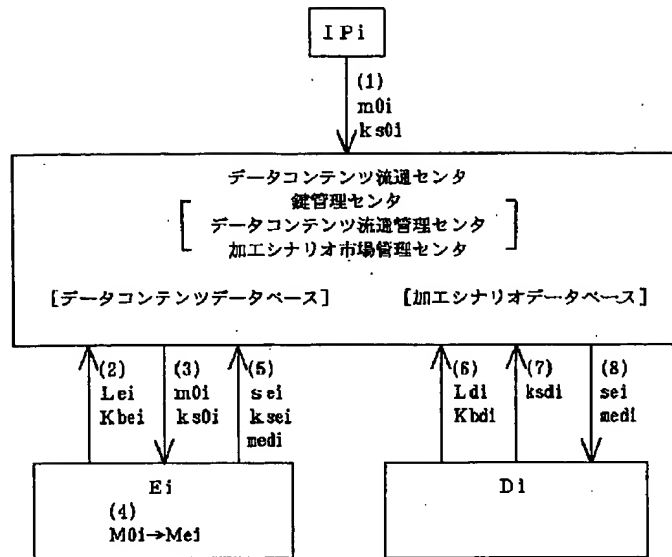 IPi
(1)
m0i
ks0i
データコンテンツ流通センタ
鍵管理センタ
データコンテンツ流通管理センタ
加工シナリオ市場管理センタ
[データコンテンツデータベース]
[加工シナリオデータベース]
(2)
Lei
Kbei
(3)
m0i
ks0i
(5)
sei
ksei
medi
(6)
Ldi
Kbdi
(7)
ksdi
(8)
sei
medi
Ei
(4)
M0i→Mei
Di